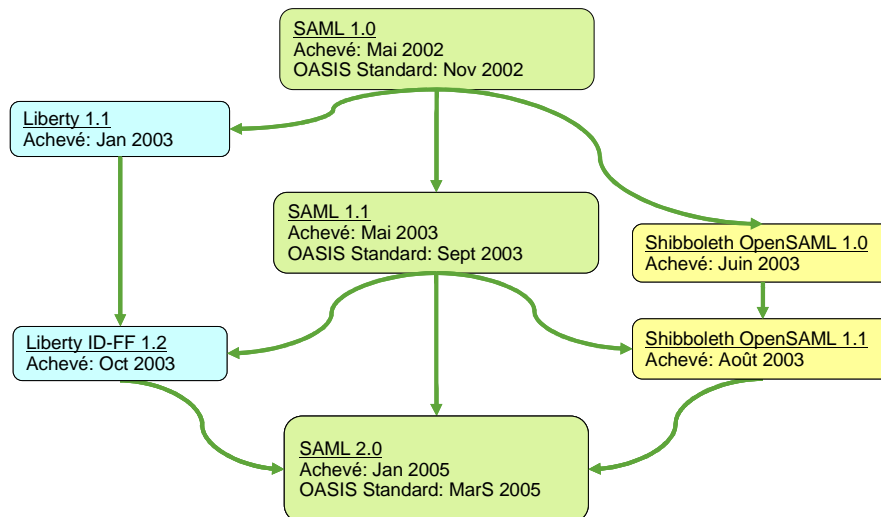 SAML 1.0
Achevé: Mai 2002
OASIS Standard: Nov 2002
Liberty 1.1
Achevé: Jan 2003
SAML 1.1
Achevé: Mai 2003
OASIS Standard: Sept 2003
Shibboleth OpenSAML 1.0
Achevé: Juin 2003
Liberty ID-FF 1.2
Achevé: Oct 2003
Shibboleth OpenSAML 1.1
Achevé: Août 2003
SAML 2.0
Achevé: Jan 2005
OASIS Standard: MarS 2005